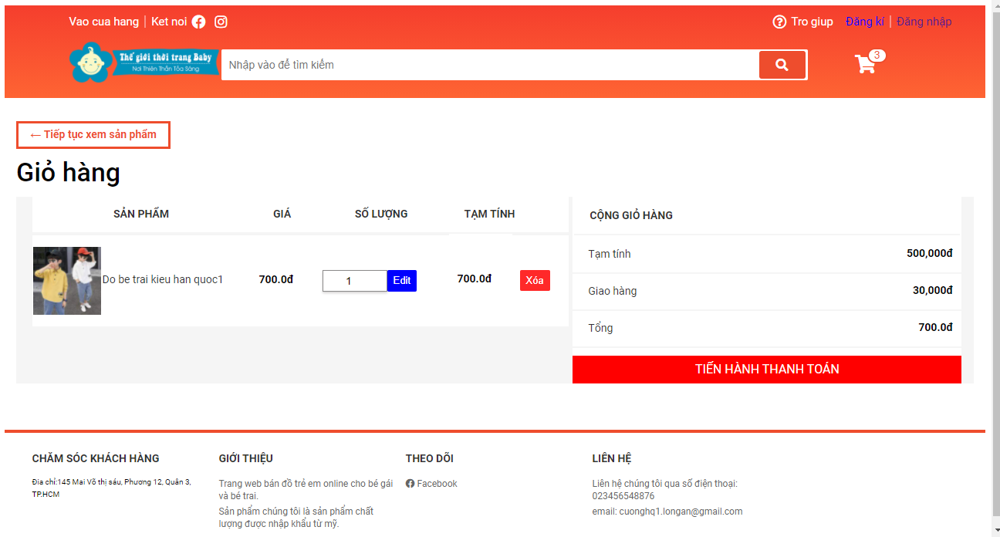 Vao cua hang | Ket noi
Tro giup Đăng kí | Đăng nhập
Thế giới thời trang Baby
Nơi Thiên Thần Tỏa Sáng
Nhập vào để tìm kiếm
3
← Tiếp tục xem sản phẩm
Giỏ hàng
SẢN PHẨM GIÁ SỐ LƯỢNG TẠM TÍNH
Do be trai kieu han quoc1 700.0đ 1 Edit 700.0đ Xóa
CỘNG GIỎ HÀNG
Tạm tính 500,000đ
Giao hàng 30,000đ
Tổng 700.0đ
TIẾN HÀNH THANH TOÁN
CHĂM SÓC KHÁCH HÀNG
Đia chỉ:145 Mai Võ thị sáu, Phương 12, Quân 3,
TP.HCM
GIỚI THIỆU
Trang web bán đồ trẻ em online cho bé gái
và bé trai.
Sản phẩm chúng tôi là sản phẩm chất
lượng được nhập khẩu từ mỹ.
THEO DÕI
Facebook
LIÊN HỆ
Liên hệ chúng tôi qua số điện thoại:
023456548876
email: cuonghq1.longan@gmail.com